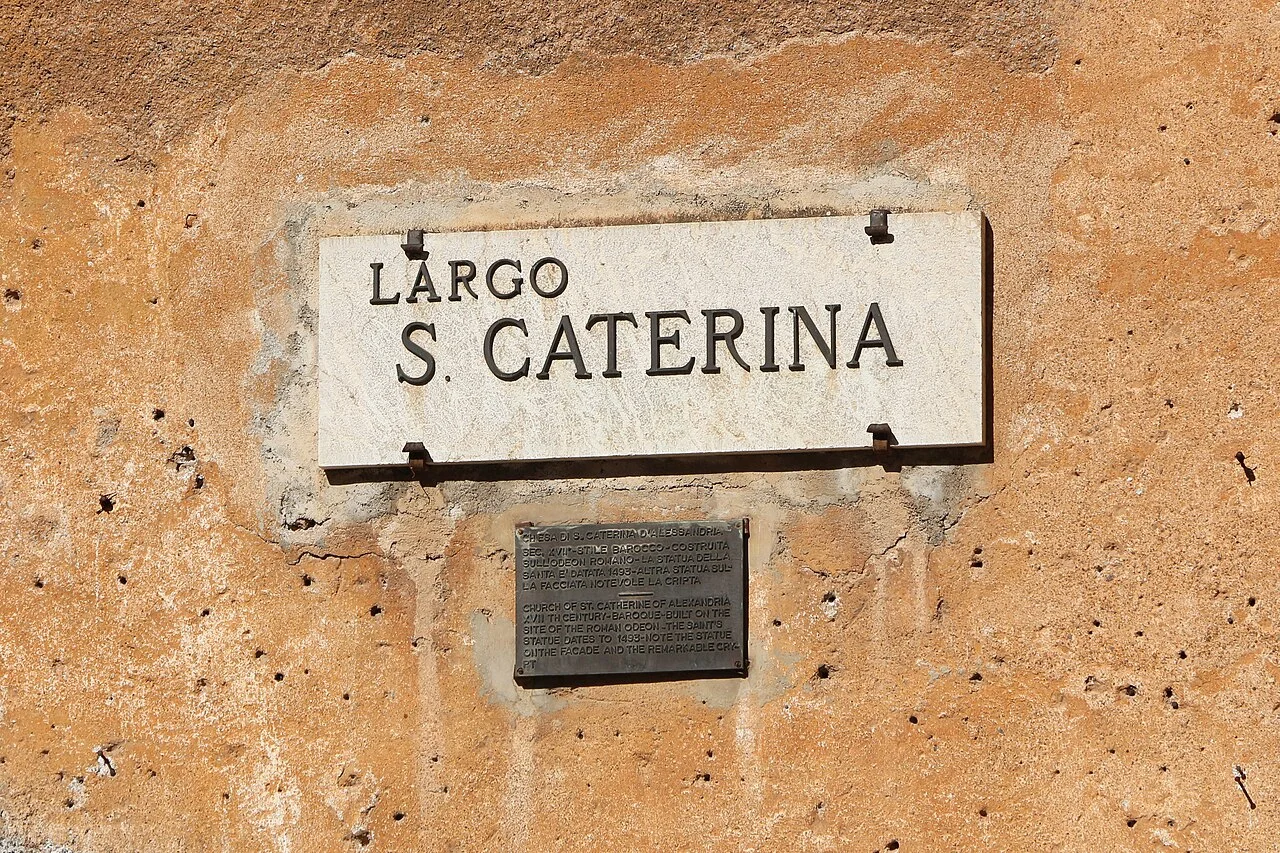 LARGO
S. CATERINA
CHIESA DI S. CATERINA D'ALESSANDRIA
SEC. XVII°-STILE BAROCCO-COSTRUITA
SULL'ODEON ROMANO-LA STATUA DELLA
SANTA E' DATATA 1493-ALTRA STATUA SUL-
LA FACCIATA NOTEVOLE LA CRIPTA
CHURCH OF ST. CATHERINE OF ALEXANDRIA
XVII TH CENTURY-BAROQUE-BUILT ON THE
SITE OF THE ROMAN ODEON-THE SAINT'S
STATUE DATES TO 1493-NOTE THE STATUE
ON THE FACADE AND THE REMARKABLE CRY-
PT